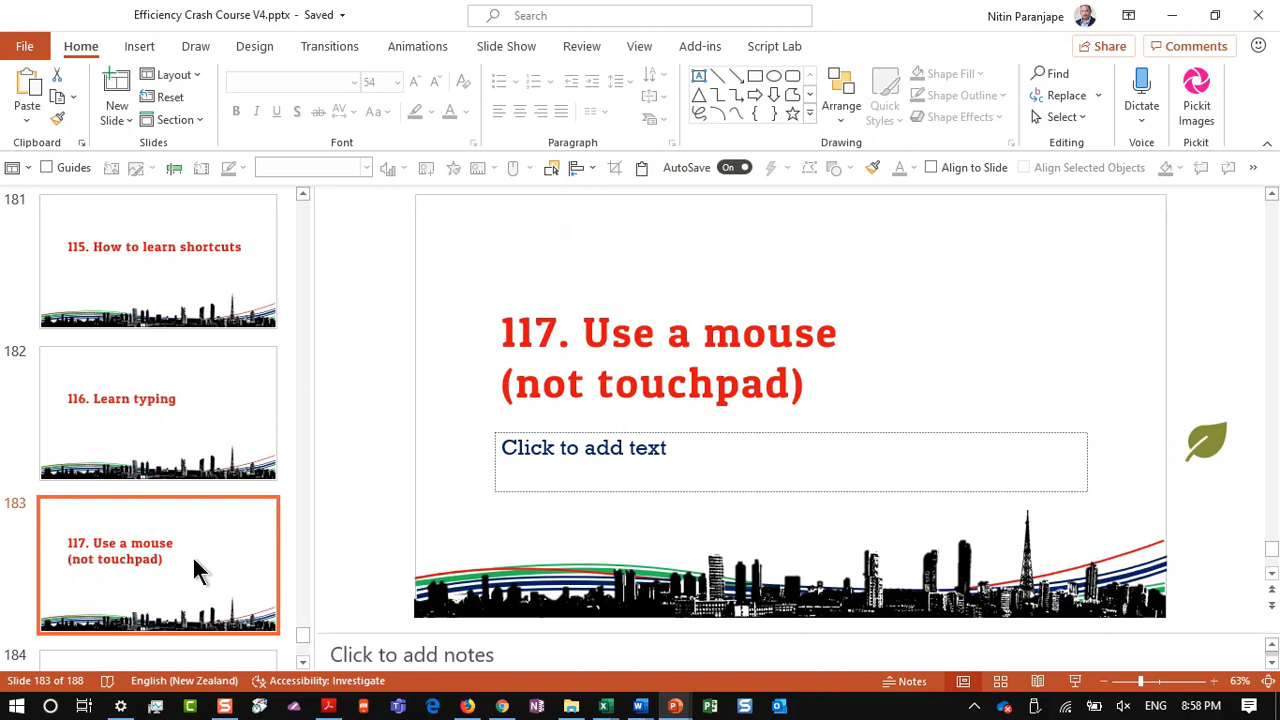 Efficiency Crash Course V4.pptx - Saved
Search
Nitin Paranjape
File Home Insert Draw Design Transitions Animations Slide Show Review View Add-ins Script Lab Share Comments
Paste
Clipboard
New Slide
Layout
Reset
Section
Slides
54
B I U S ab AV Aa A
Font
Paragraph
Arrange
Quick Styles
Shape Fill
Shape Outline
Shape Effects
Drawing
Find
Replace
Select
Editing
Dictate
Voice
Pickit Images
Pickit
Guides AutoSave On Align to Slide Align Selected Objects
181
115. How to learn shortcuts
182
116. Learn typing
183
117. Use a mouse
(not touchpad)
184
117. Use a mouse
(not touchpad)
Click to add text
Click to add notes
Slide 183 of 188 English (New Zealand) Accessibility: Investigate Notes 63%
ENG 3:58 PM